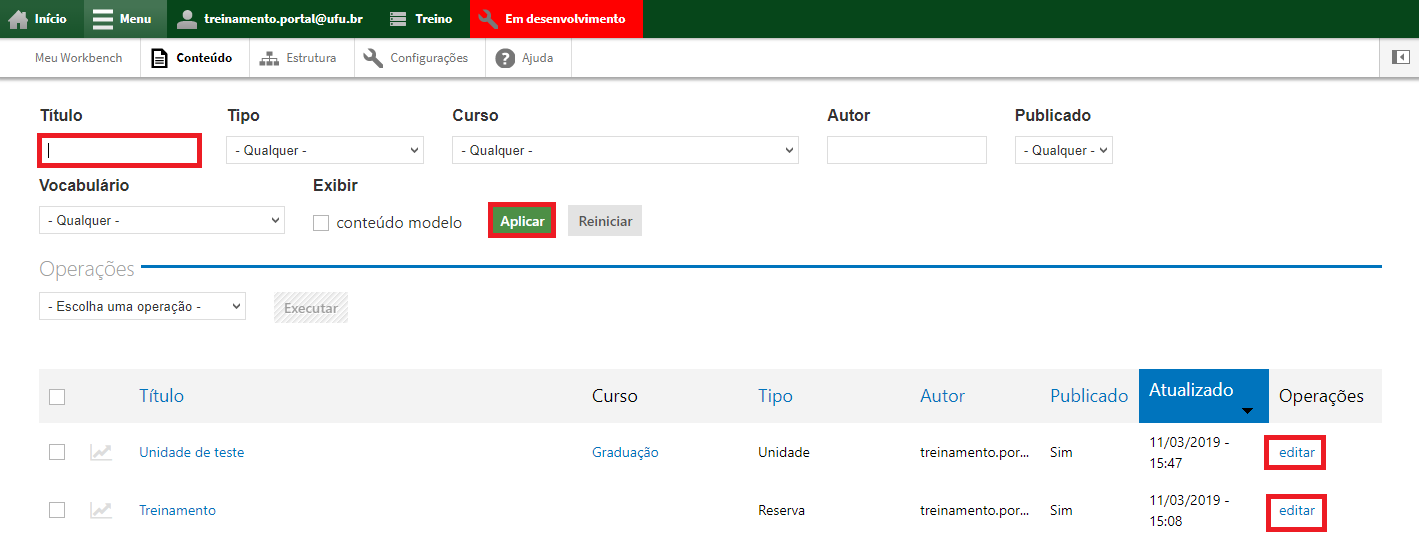 Início Menu treinamento.portal@ufu.br Treino Em desenvolvimento
Meu Workbench Conteúdo Estrutura Configurações Ajuda
Título Tipo Curso Autor Publicado
- Qualquer - - Qualquer - - Qualquer -
Vocabulário Exibir
- Qualquer - conteúdo modelo Aplicar Reiniciar
Operações
- Escolha uma operação - Executar
Título Curso Tipo Autor Publicado Atualizado Operações
Unidade de teste Graduação Unidade treinamento.por... Sim 11/03/2019 - editar
15:47
Treinamento Reserva treinamento.por... Sim 11/03/2019 - editar
15:08